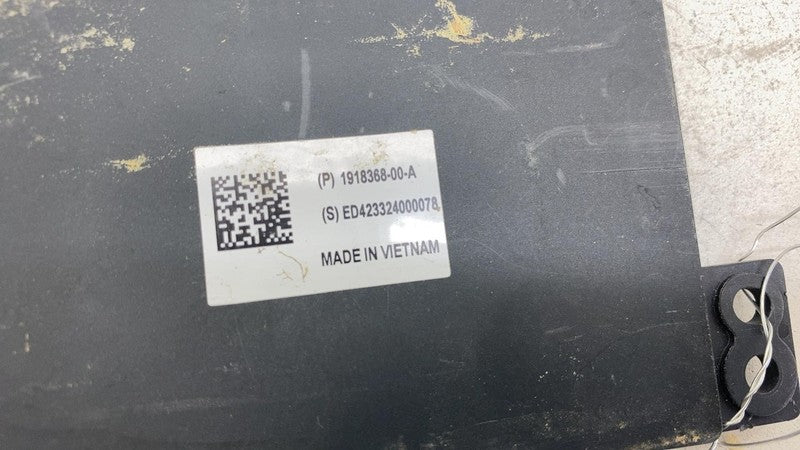 (P) 1918368-00-A
(S) ED423324000078
MADE IN VIETNAM